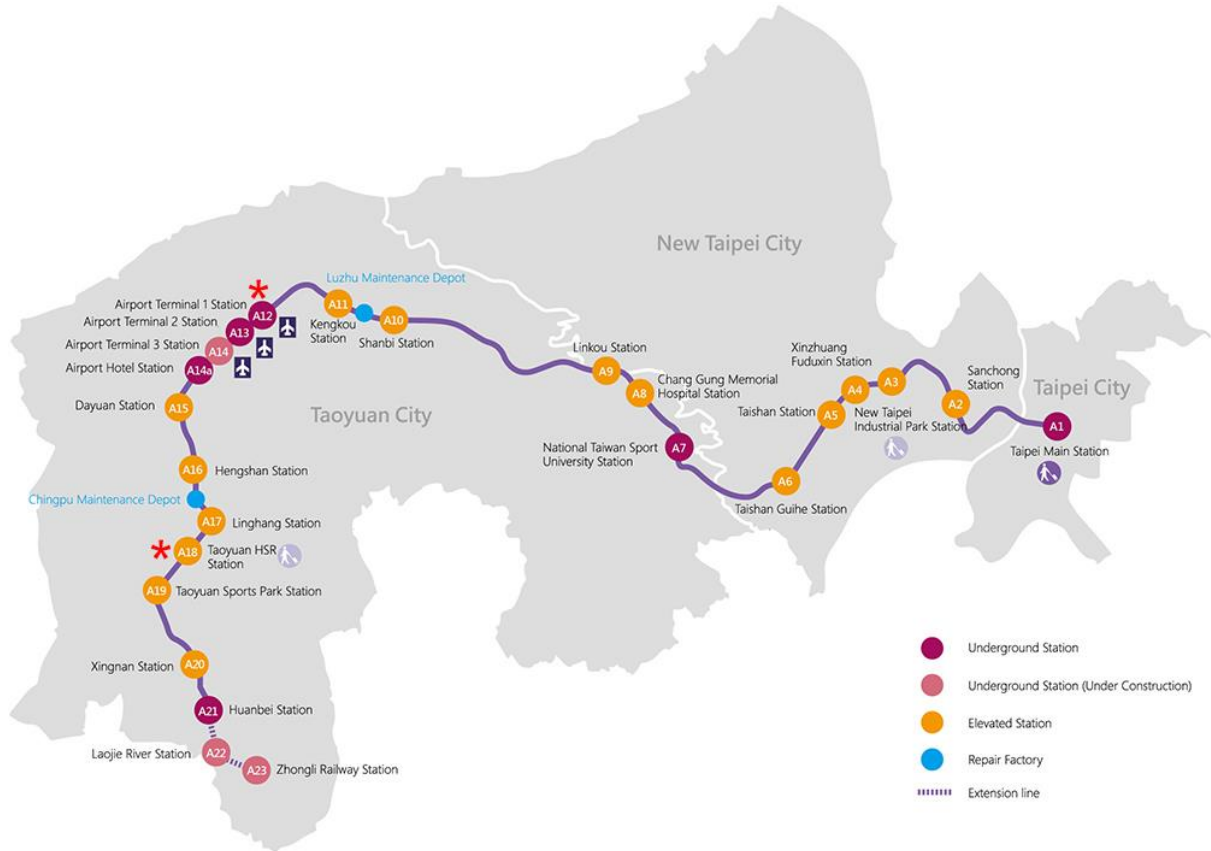 New Taipei City
Taipei City
Taoyuan City
Luzhu Maintenance Depot
Airport Terminal 1 Station
A12
Airport Terminal 2 Station
A13
Airport Terminal 3 Station
A14
Airport Hotel Station
A14a
A11
Kengkou
Station
A10
Shanbi Station
Linkou Station
A9
A8
Chang Gung Memorial
Hospital Station
National Taiwan Sport
University Station
A7
A6
Taishan Guihe Station
Taishan Station
A5
Xinzhuang
Fuduxin Station
A4
A3
New Taipei
Industrial Park Station
Sanchong
Station
A2
A1
Taipei Main Station
Dayuan Station
A15
A16
Hengshan Station
Chingpu Maintenance Depot
A17
Linghang Station
*
A18
Taoyuan HSR
Station
A19
Taoyuan Sports Park Station
Xingnan Station
A20
A21
Huanbei Station
Laojie River Station
A22
A23
Zhongli Railway Station
Underground Station
Underground Station (Under Construction)
Elevated Station
Repair Factory
Extension line